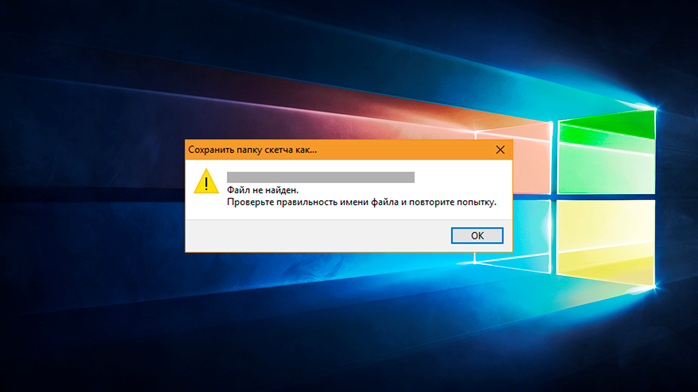 Сохранить папку скетча как...
Файл не найден.
Проверьте правильность имени файла и повторите попытку.
OK